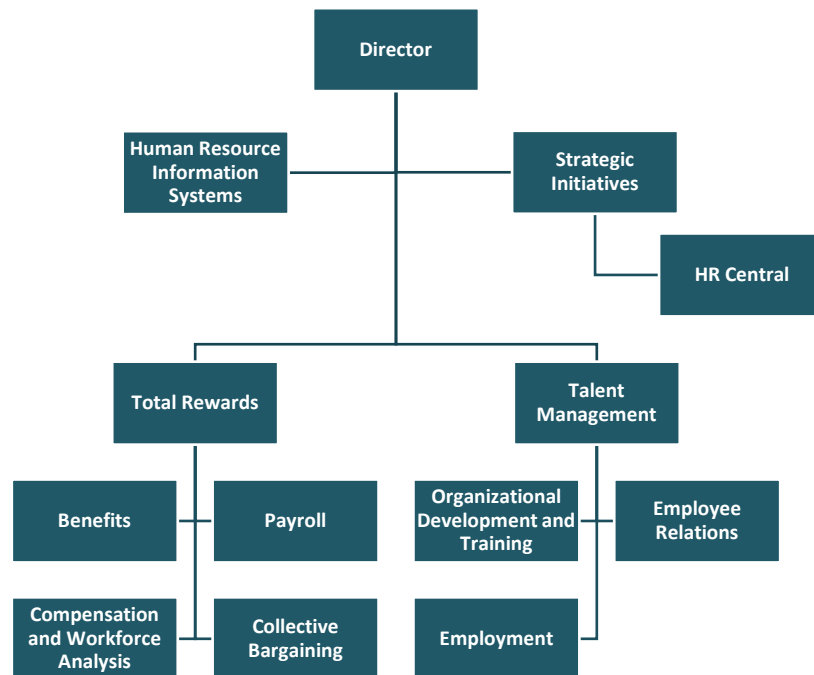 Director
Human Resource
Information
Systems
Strategic
Initiatives
HR Central
Total Rewards
Talent
Management
Benefits
Payroll
Organizational
Development and
Training
Employee
Relations
Compensation
and Workforce
Analysis
Collective
Bargaining
Employment